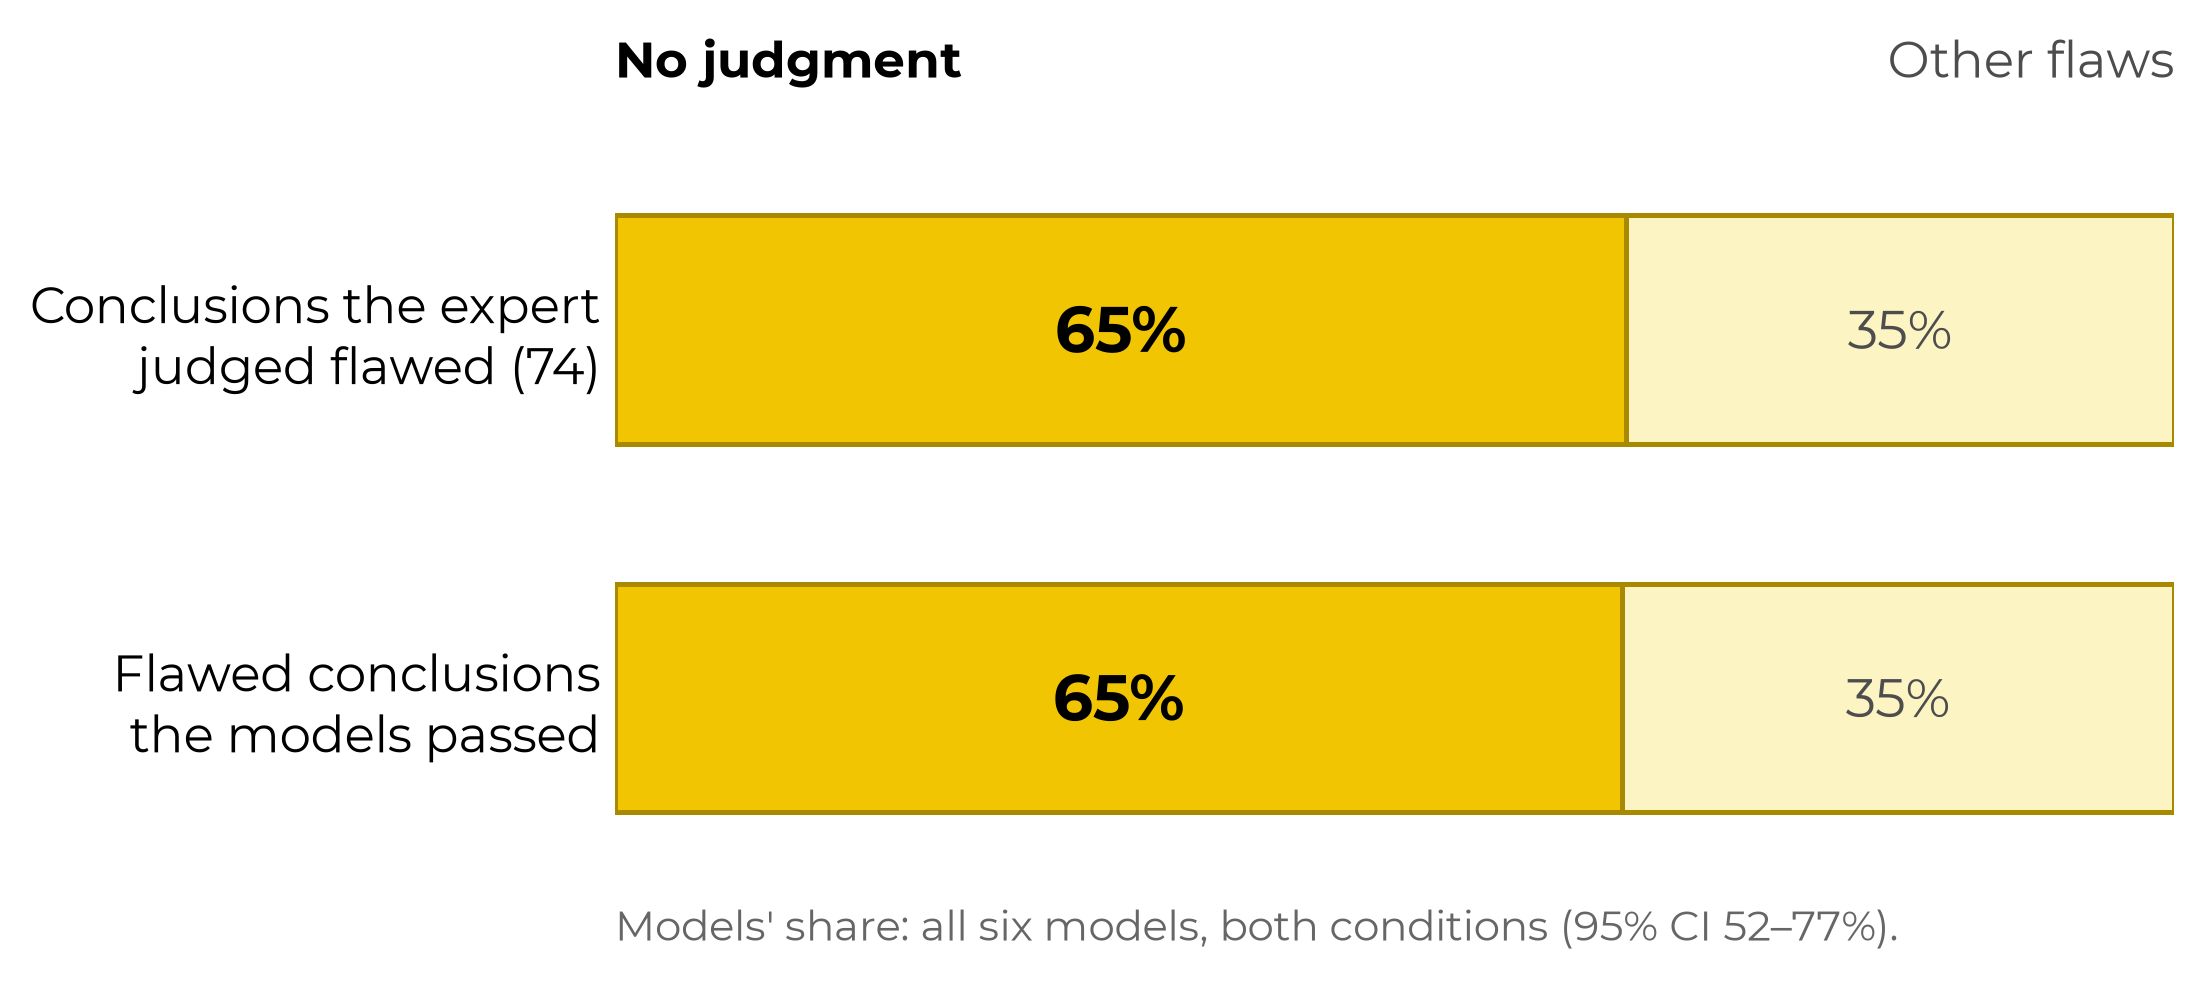 No judgment
Other flaws
Conclusions the expert
judged flawed (74)
65%
35%
Flawed conclusions
the models passed
65%
35%
Models' share: all six models, both conditions (95% CI 52–77%).